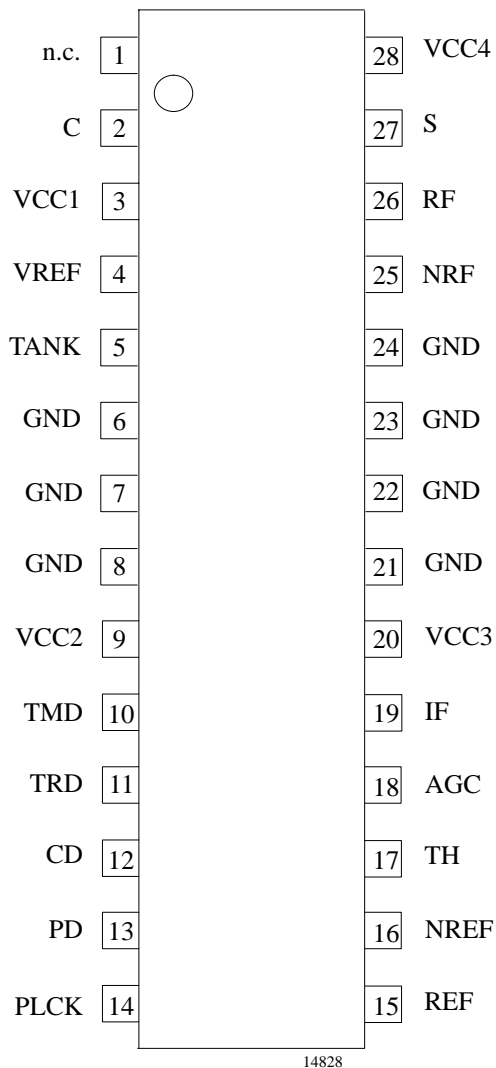 n.c. 1 28 VCC4
C 2 27 S
VCC1 3 26 RF
VREF 4 25 NRF
TANK 5 24 GND
GND 6 23 GND
GND 7 22 GND
GND 8 21 GND
VCC2 9 20 VCC3
TMD 10 19 IF
TRD 11 18 AGC
CD 12 17 TH
PD 13 16 NREF
PLCK 14 15 REF
14828